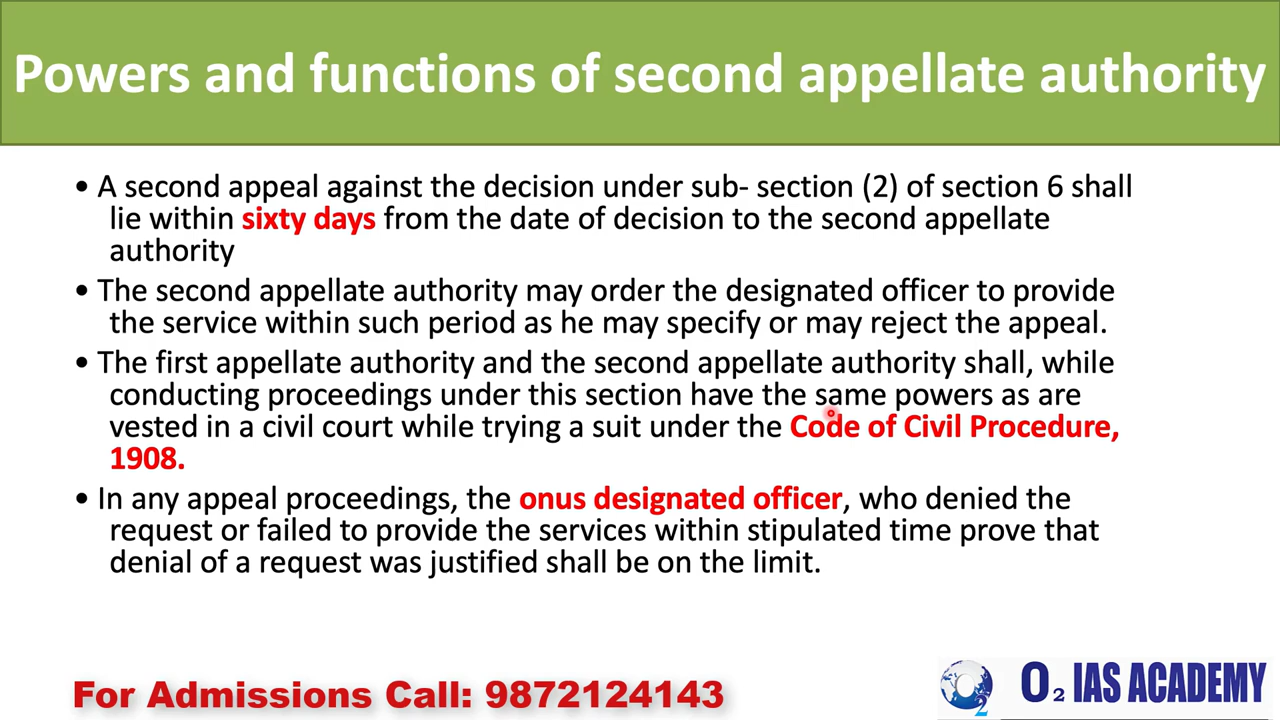 Powers and functions of second appellate authority
• A second appeal against the decision under sub- section (2) of section 6 shall
lie within sixty days from the date of decision to the second appellate
authority
• The second appellate authority may order the designated officer to provide
the service within such period as he may specify or may reject the appeal.
• The first appellate authority and the second appellate authority shall, while
conducting proceedings under this section have the same powers as are
vested in a civil court while trying a suit under the Code of Civil Procedure,
1908.
• In any appeal proceedings, the onus designated officer, who denied the
request or failed to provide the services within stipulated time prove that
denial of a request was justified shall be on the limit.
For Admissions Call: 9872124143
O2 IAS ACADEMY
2